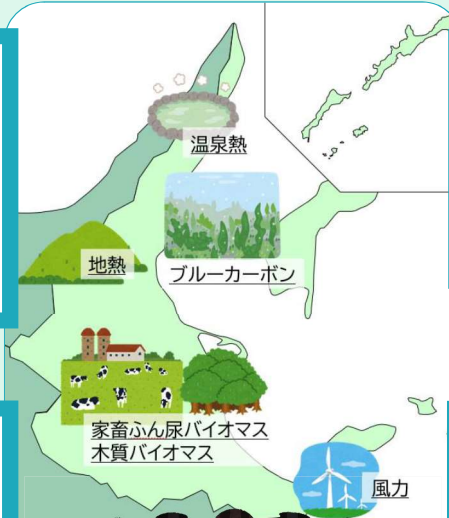 温泉熱
ブルーカーボン
地熱
家畜ふん尿バイオマス
木質バイオマス
風力